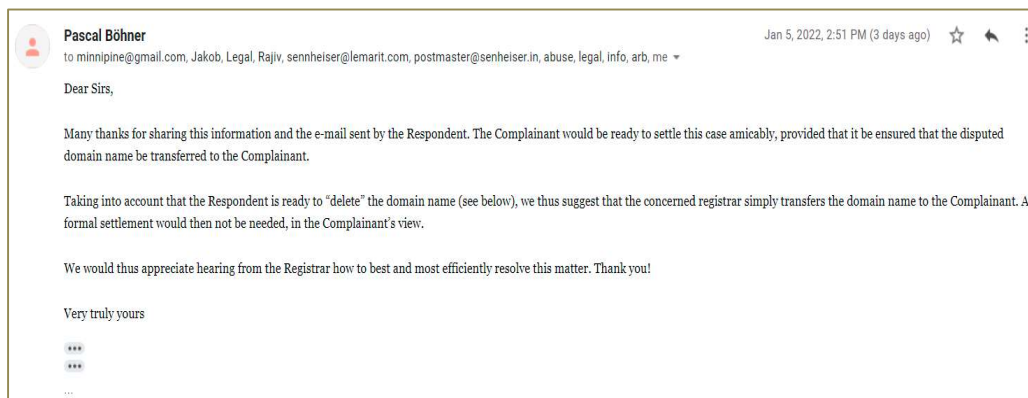 Pascal Böhner
Jan 5, 2022, 2:51 PM (3 days ago)
to minnipine@gmail.com, Jakob, Legal, Rajiv, sennheiser@lemarit.com, postmaster@senheiser.in, abuse, legal, info, arb, me
Dear Sirs,
Many thanks for sharing this information and the e-mail sent by the Respondent. The Complainant would be ready to settle this case amicably, provided that it be ensured that the disputed
domain name be transferred to the Complainant.
Taking into account that the Respondent is ready to “delete” the domain name (see below), we thus suggest that the concerned registrar simply transfers the domain name to the Complainant. A
formal settlement would then not be needed, in the Complainant’s view.
We would thus appreciate hearing from the Registrar how to best and most efficiently resolve this matter. Thank you!
Very truly yours
...